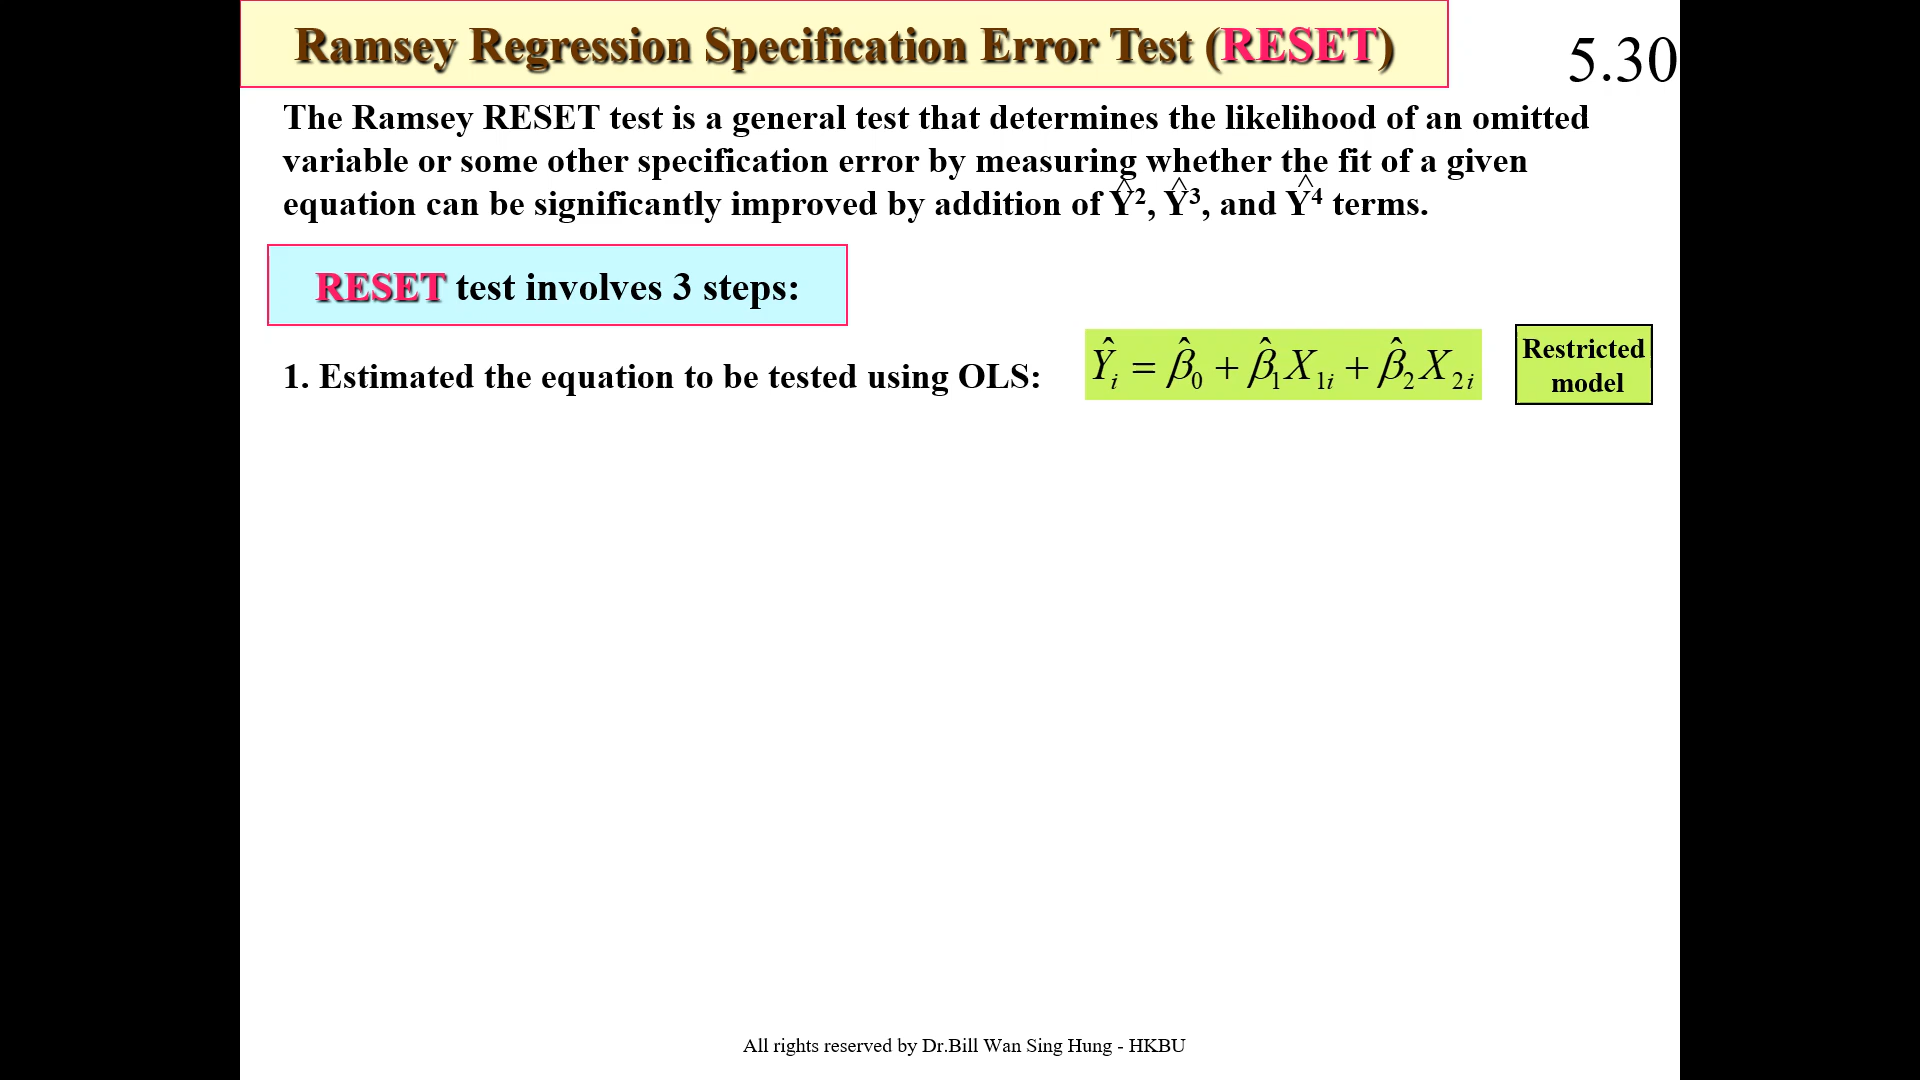 Ramsey Regression Specification Error Test (RESET)
5.30
The Ramsey RESET test is a general test that determines the likelihood of an omitted
variable or some other specification error by measuring whether the fit of a given
equation can be significantly improved by addition of Ŷ², Ŷ³, and Ŷ⁴ terms.
RESET test involves 3 steps:
1. Estimated the equation to be tested using OLS:
Ŷᵢ = β̂₀ + β̂₁X₁ᵢ + β̂₂X₂ᵢ
Restricted
model
All rights reserved by Dr.Bill Wan Sing Hung - HKBU